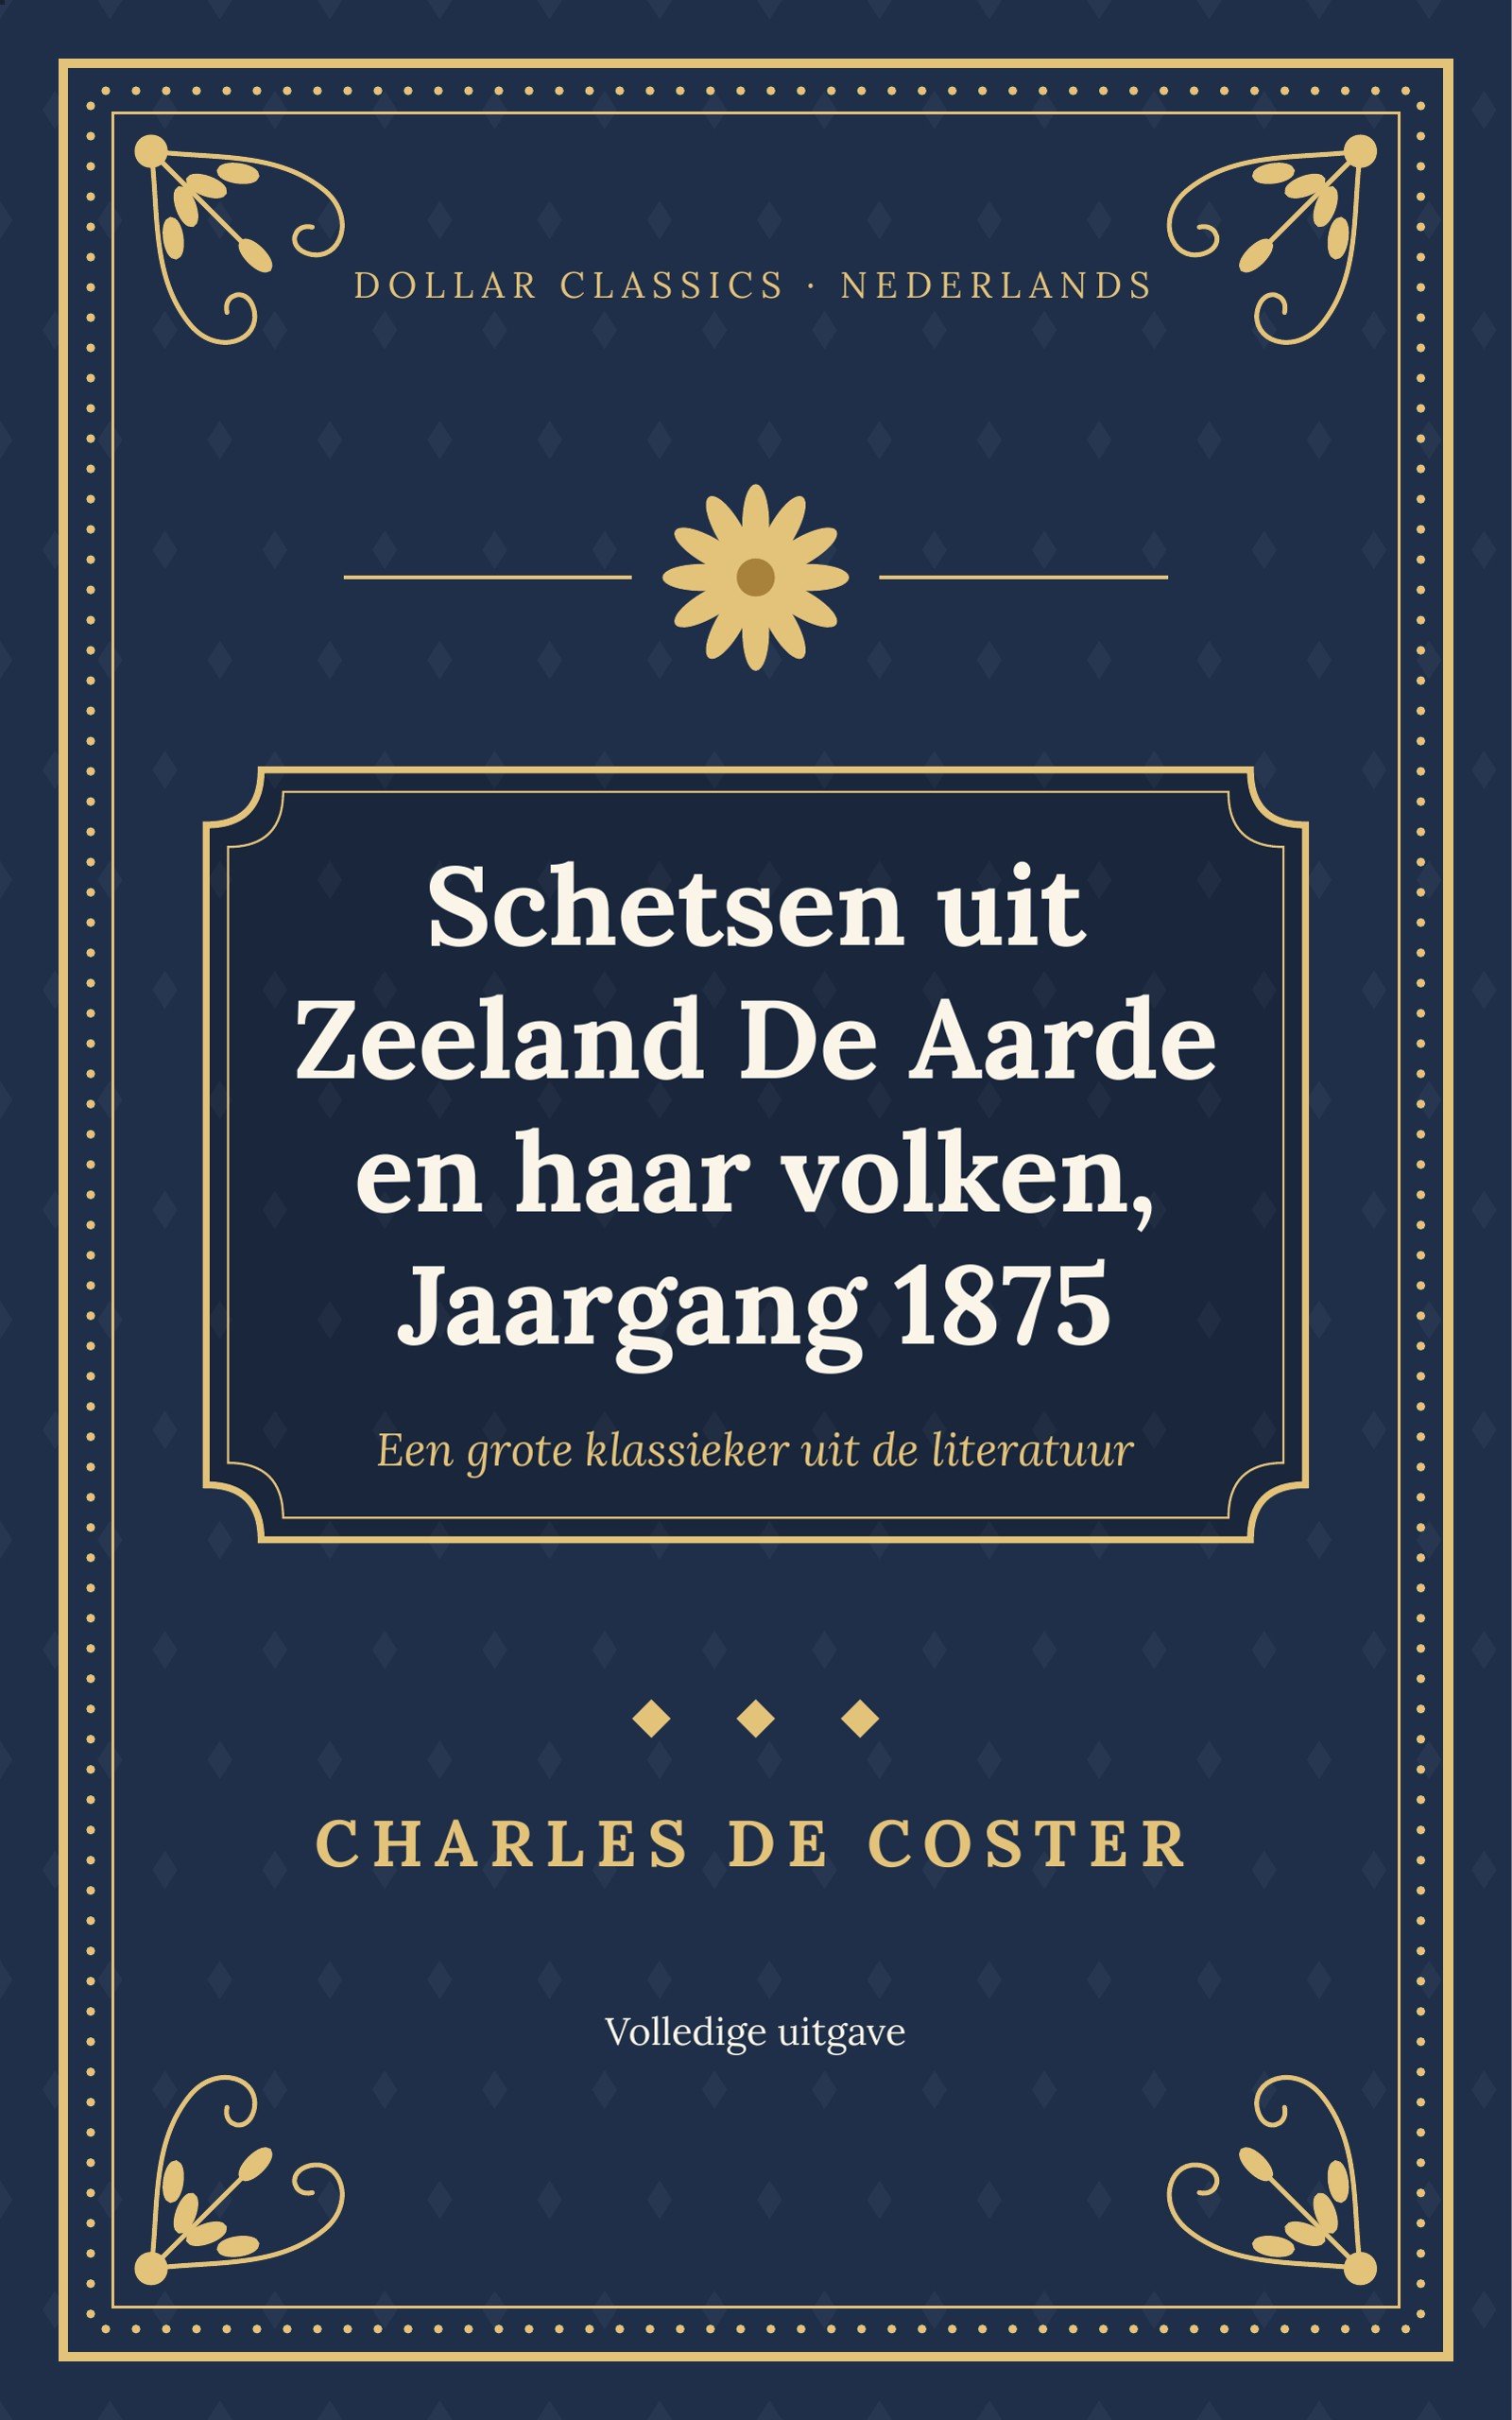 DOLLAR CLASSICS · NEDERLANDS
Schetsen uit
Zeeland De Aarde
en haar volken,
Jaargang 1875
Een grote klassieker uit de literatuur
CHARLES DE COSTER
Volledige uitgave